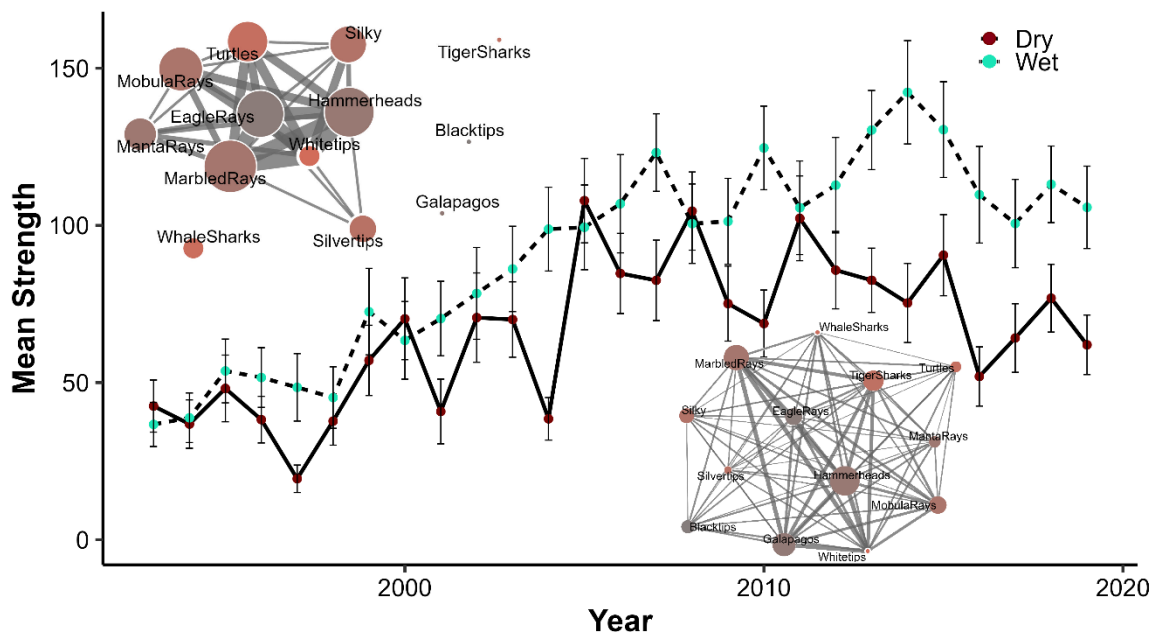 Mean Strength
150
100
50
0
Turtles
Silky
TigerSharks
MobulaRays
Hammerheads
EagleRays
Blacktips
MantaRays
Whitetips
MarbledRays
Galapagos
WhaleSharks
Silvertips
Dry
Wet
WhaleSharks
MarbledRays
TigerSharks
Turtles
Silky
EagleRays
MantaRays
Silvertips
Hammerheads
MobulaRays
Blacktips
Galapagos
Whitetips
2000
2010
2020
Year